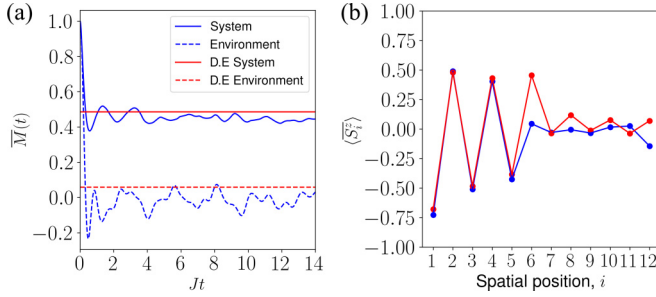 (a)
(b)
System
Environment
D.E System
D.E Environment
M̅(t)
1.0
0.8
0.6
0.4
0.2
0.0
−0.2
0 2 4 6 8 10 12 14
Jt
⟨S̅ᵢᶻ⟩
1.00
0.75
0.50
0.25
0.00
−0.25
−0.50
−0.75
−1.00
1 2 3 4 5 6 7 8 9 10 11 12
Spatial position, i